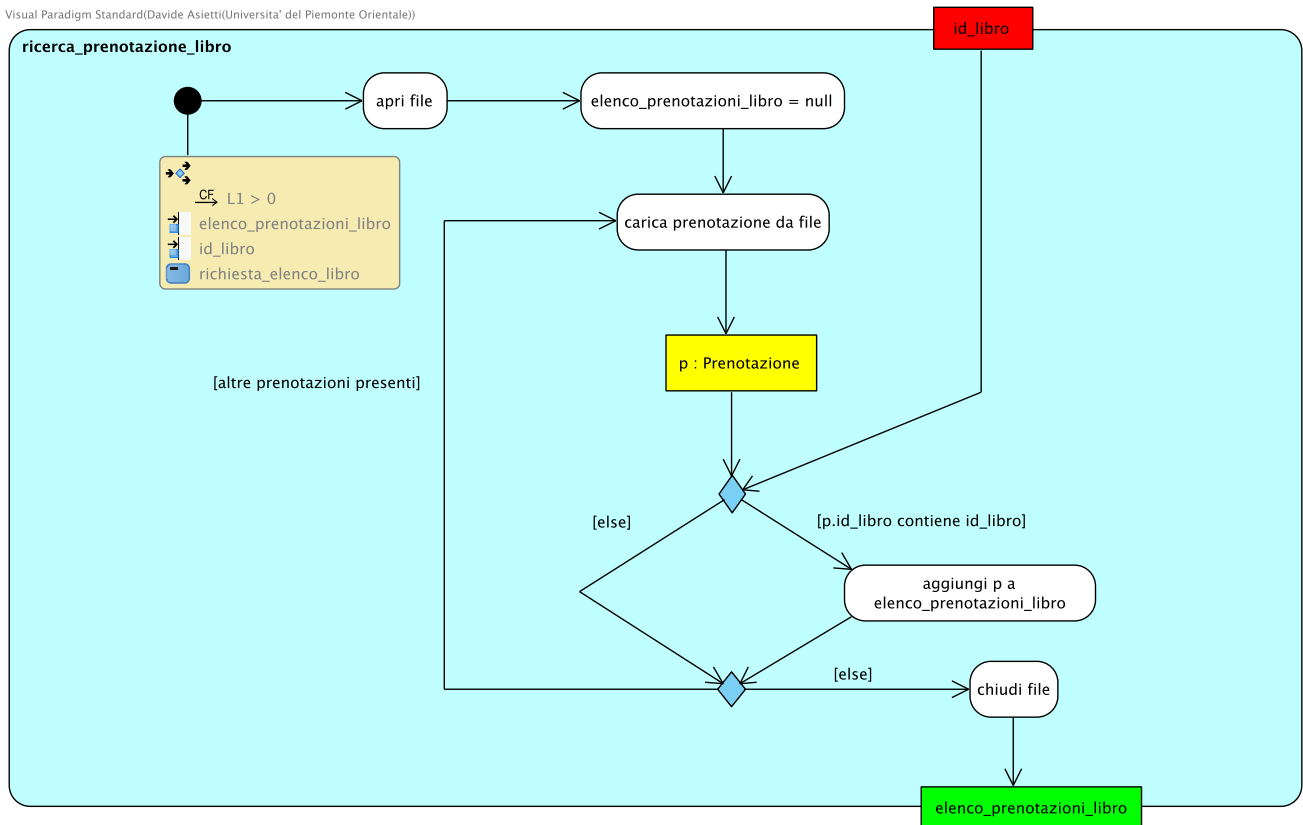 Visual Paradigm Standard(Davide Asietti(Universita' del Piemonte Orientale))
id_libro
ricerca_prenotazione_libro
apri file
elenco_prenotazioni_libro = null
CF L1 > 0
elenco_prenotazioni_libro
id_libro
richiesta_elenco_libro
carica prenotazione da file
p : Prenotazione
[altre prenotazioni presenti]
[else]
[p.id_libro contiene id_libro]
aggiungi p a
elenco_prenotazioni_libro
[else]
chiudi file
elenco_prenotazioni_libro